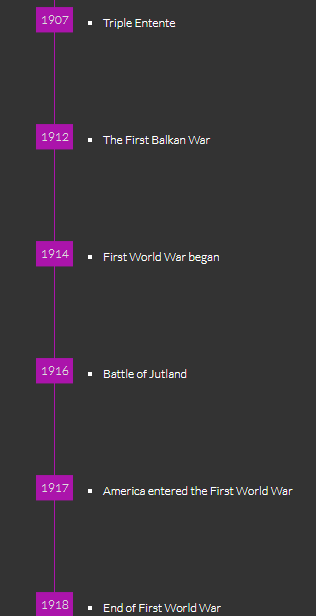 1907 Triple Entente
1912 The First Balkan War
1914 First World War began
1916 Battle of Jutland
1917 America entered the First World War
1918 End of First World War